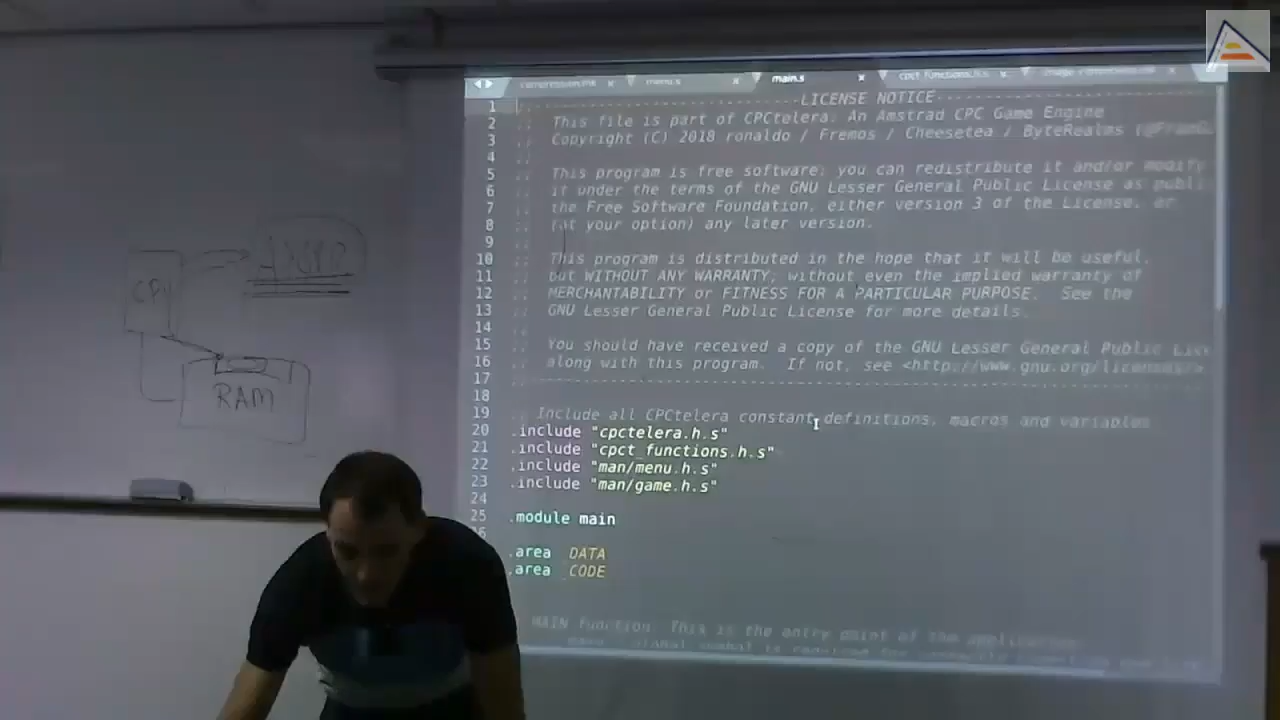 main.s
1 ---LICENSE NOTICE---
2 ;; This file is part of CPCtelera: An Amstrad CPC Game Engine
3 ;; Copyright (C) 2018 ronaldo / Fremos / Cheesetea / ByteRealms
4 ;;
5 ;; This program is free software: you can redistribute it and/or modify
6 ;; it under the terms of the GNU Lesser General Public License as
7 ;; the Free Software Foundation, either version 3 of the License, or
8 ;; (at your option) any later version.
9 ;;
10 ;; This program is distributed in the hope that it will be useful,
11 ;; but WITHOUT ANY WARRANTY; without even the implied warranty of
12 ;; MERCHANTABILITY or FITNESS FOR A PARTICULAR PURPOSE. See the
13 ;; GNU Lesser General Public License for more details.
14 ;;
15 ;; You should have received a copy of the GNU Lesser General Public
16 ;; along with this program. If not, see <http://www.gnu.org/licenses/>
17 ;;
18
19 ;; Include all CPCtelera constant definitions, macros and variables
20 .include "cpctelera.h.s"
21 .include "cpct_functions.h.s"
22 .include "man/menu.h.s"
23 .include "man/game.h.s"
24
25 .module main
26
.area _DATA
.area _CODE
MAIN function. This is the entry point of the application.
CPU
RAM